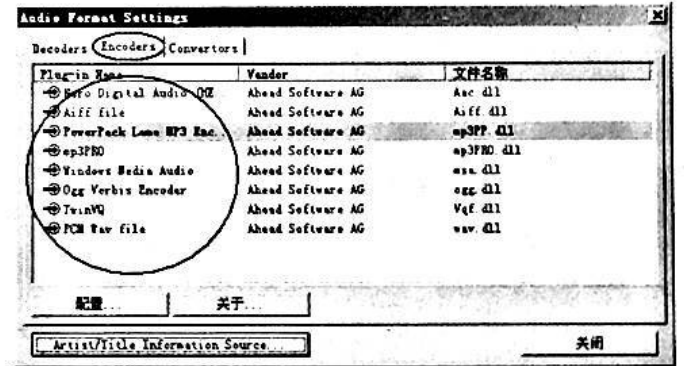 Audio Format Settings
Decoders Encoders Convertors
Plug-in Name Vendor 文件名称
Nero Digital Audio Ahead Software AG Aac.dll
Aiff file Ahead Software AG Aiff.dll
PowerPack Lame MP3 Enc. Ahead Software AG mp3PP.dll
mp3PRO Ahead Software AG mp3PRO.dll
Windows Media Audio Ahead Software AG msa.dll
Ogg Verbis Encoder Ahead Software AG ogg.dll
TwinVQ Ahead Software AG Vqf.dll
PCM Wav file Ahead Software AG wav.dll
配置... 关于...
Artist/Title Information Source... 关闭